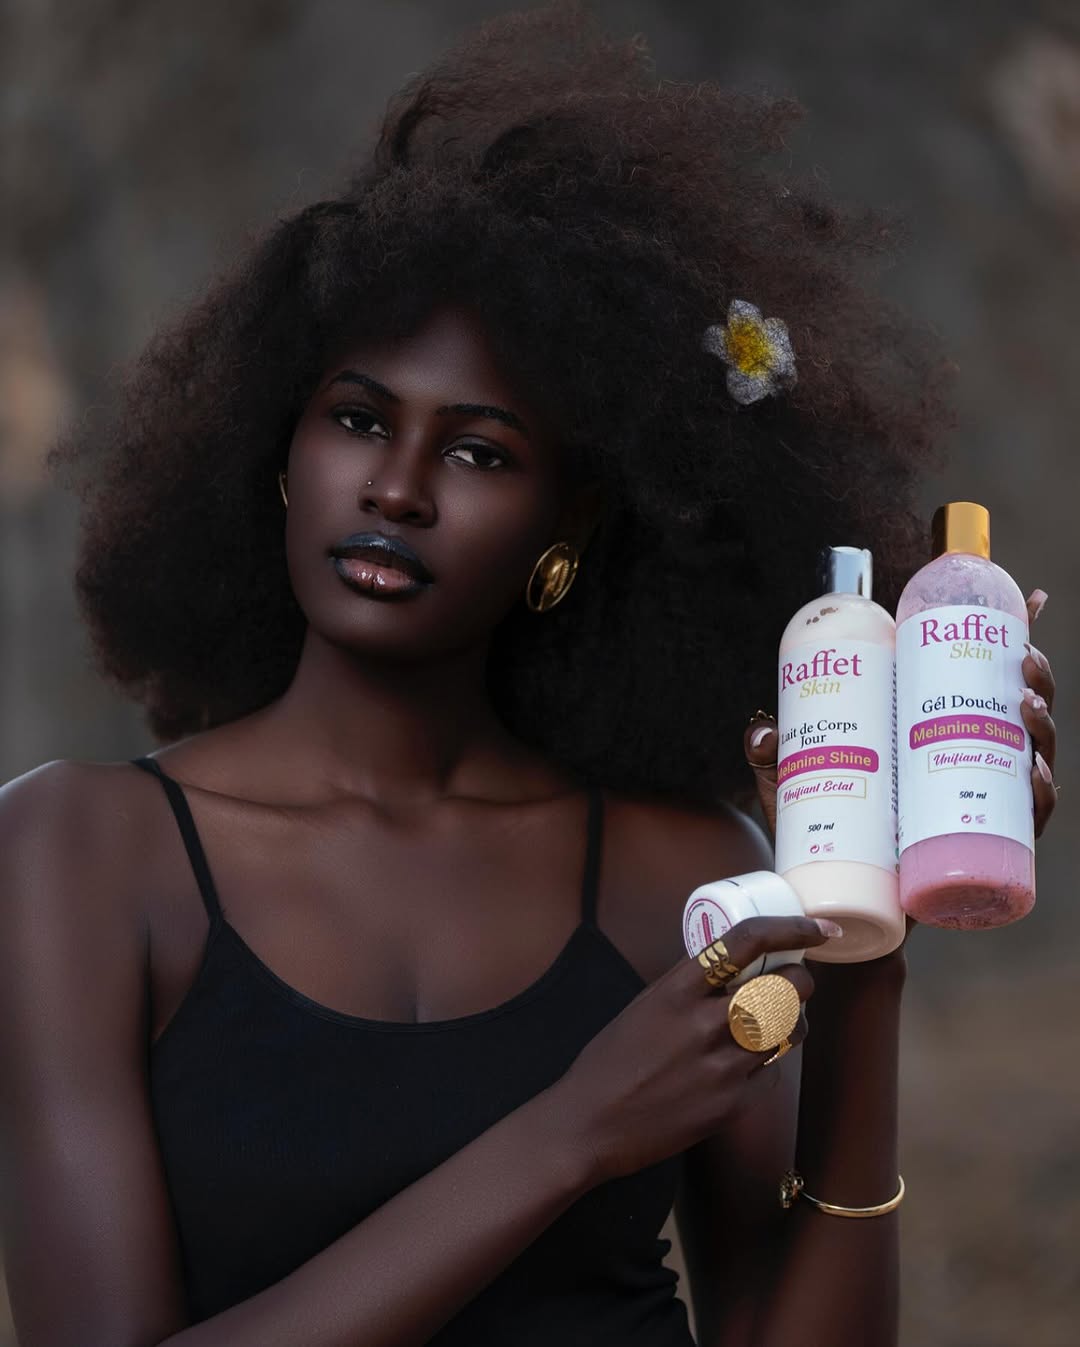 Raffet
Skin
Lait de Corps
Jour
Melanine Shine
Unifiant Eclat
500 ml
Raffet
Skin
Gél Douche
Melanine Shine
Unifiant Eclat
500 ml